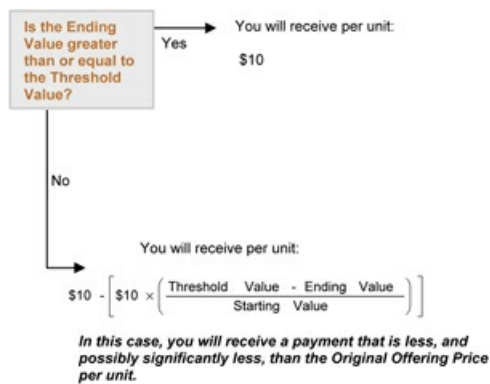 Is the Ending
Value greater
than or equal to
the Threshold
Value?
Yes
You will receive per unit:
$10
No
You will receive per unit:
$10 - [ $10 × ( Threshold Value - Ending Value
Starting Value ) ]
In this case, you will receive a payment that is less, and
possibly significantly less, than the Original Offering Price
per unit.